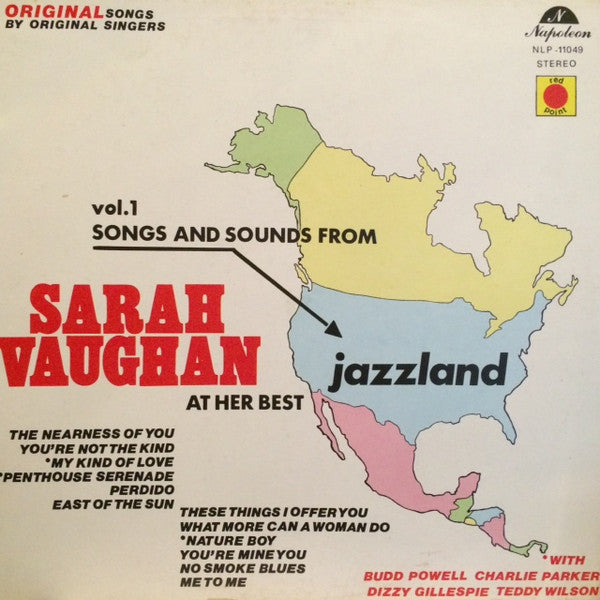 ORIGINAL SONGS
BY ORIGINAL SINGERS
N
Napoleon
NLP -11049
STEREO
red
point
vol.1
SONGS AND SOUNDS FROM
SARAH
VAUGHAN
jazzland
AT HER BEST
THE NEARNESS OF YOU
YOU'RE NOT THE KIND
*MY KIND OF LOVE
*PENTHOUSE SERENADE
PERDIDO
EAST OF THE SUN
THESE THINGS I OFFER YOU
WHAT MORE CAN A WOMAN DO
*NATURE BOY
YOU'RE MINE YOU
NO SMOKE BLUES
ME TO ME
*WITH
BUDD POWELL CHARLIE PARKER
DIZZY GILLESPIE TEDDY WILSON